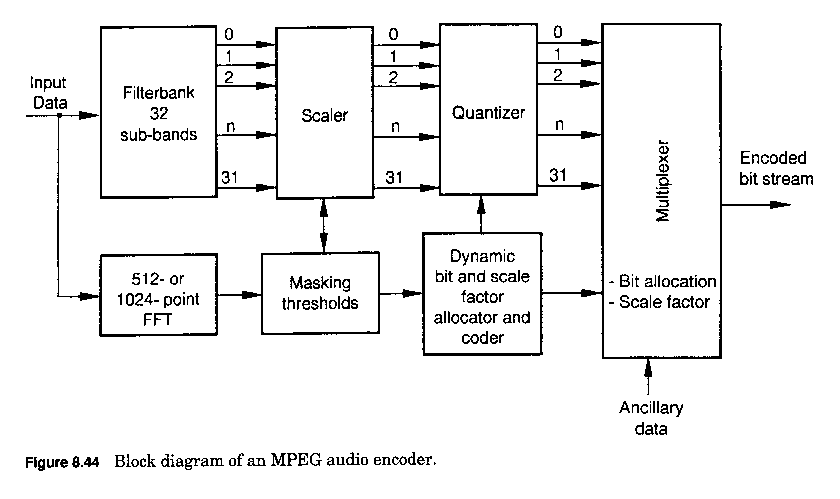 Input
Data
Filterbank
32
sub-bands
0
1
2
n
31
Scaler
0
1
2
n
31
Quantizer
0
1
2
n
31
Multiplexer
- Bit allocation
- Scale factor
Encoded
bit stream
512- or
1024- point
FFT
Masking
thresholds
Dynamic
bit and scale
factor
allocator and
coder
Ancillary
data
Figure 8.44 Block diagram of an MPEG audio encoder.